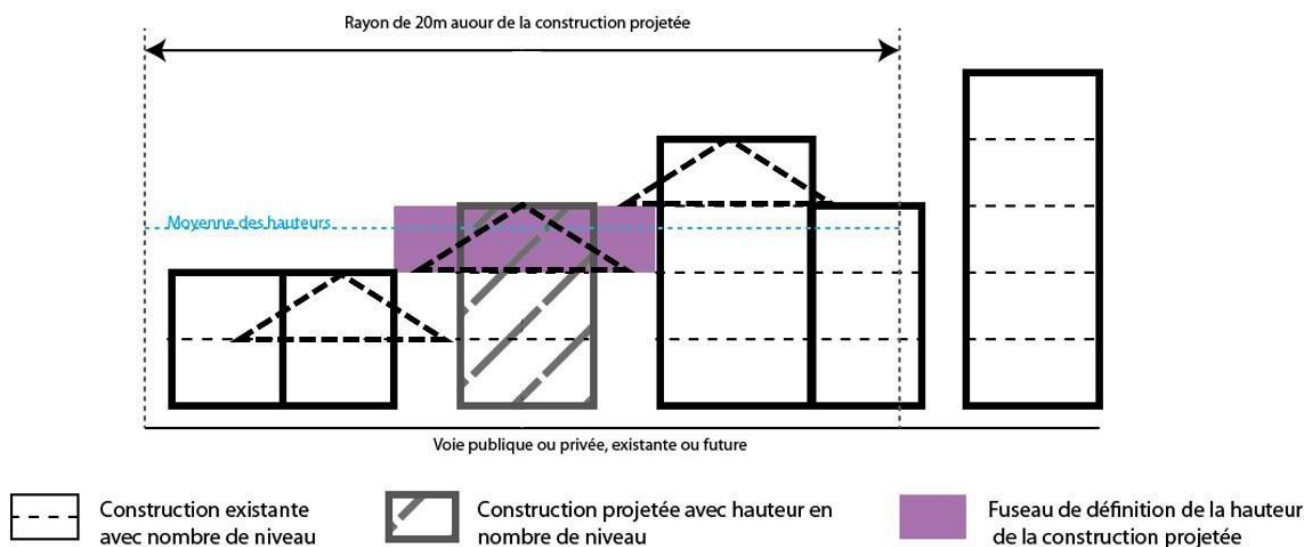 Rayon de 20m auour de la construction projetée
Moyenne des hauteurs
Voie publique ou privée, existante ou future
Construction existante
avec nombre de niveau
Construction projetée avec hauteur en
nombre de niveau
Fuseau de définition de la hauteur
de la construction projetée